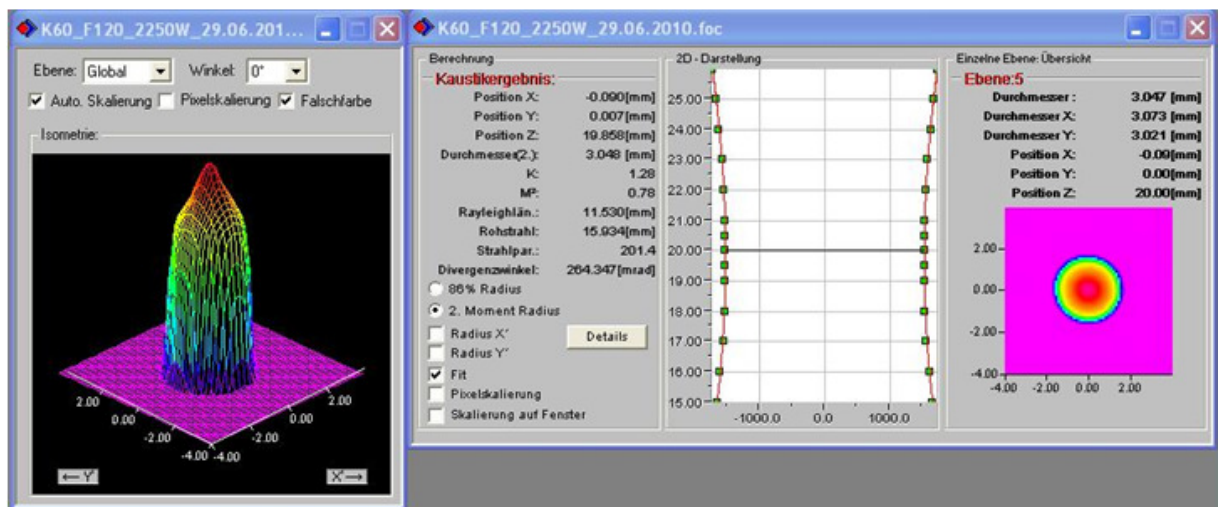 K60_F120_2250W_29.06.201...
Ebene: Global Winkel: 0°
Auto. Skalierung Pixelskalierung Falschfarbe
Isometrie:
2.00
0.00
-2.00
-4.00 -4.00
-2.00
0.00
2.00
←Y' X'→
K60_F120_2250W_29.06.2010.foc
Berechnung
Kaustikergebnis:
Position X: -0.090[mm]
Position Y: 0.007[mm]
Position Z: 19.858[mm]
Durchmesser(2.): 3.048 [mm]
K: 1.28
M²: 0.78
Rayleighlän.: 11.530[mm]
Rohstrahl: 15.934[mm]
Strahlpar.: 201.4
Divergenzwinkel: 264.347[mrad]
86% Radius
2. Moment Radius
Radius X'
Radius Y'
Details
Fit
Pixelskalierung
Skalierung auf Fenster
2D - Darstellung
25.00
24.00
23.00
22.00
21.00
20.00
19.00
18.00
17.00
16.00
15.00
-1000.0 0.0 1000.0
Einzelne Ebene: Übersicht
Ebene:5
Durchmesser : 3.047 [mm]
Durchmesser X: 3.073 [mm]
Durchmesser Y: 3.021 [mm]
Position X: -0.09[mm]
Position Y: 0.00[mm]
Position Z: 20.00[mm]
2.00
0.00
-2.00
-4.00
-4.00 -2.00 0.00 2.00